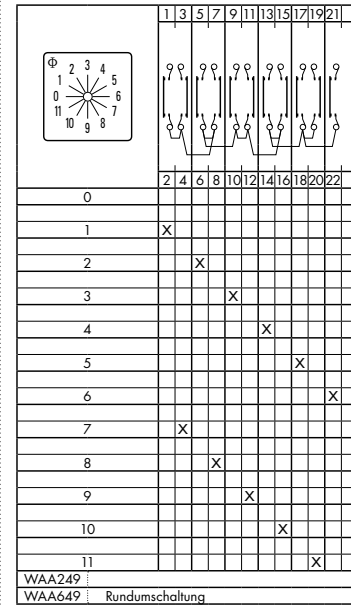 1 3 5 7 9 11 13 15 17 19 21
Φ
2 3 4
1 5
0 6
11 7
10 9 8
2 4 6 8 10 12 14 16 18 20 22
0
1 X
2 X
3 X
4 X
5 X
6 X
7 X
8 X
9 X
10 X
11 X
WAA249
WAA649 Rundumschaltung